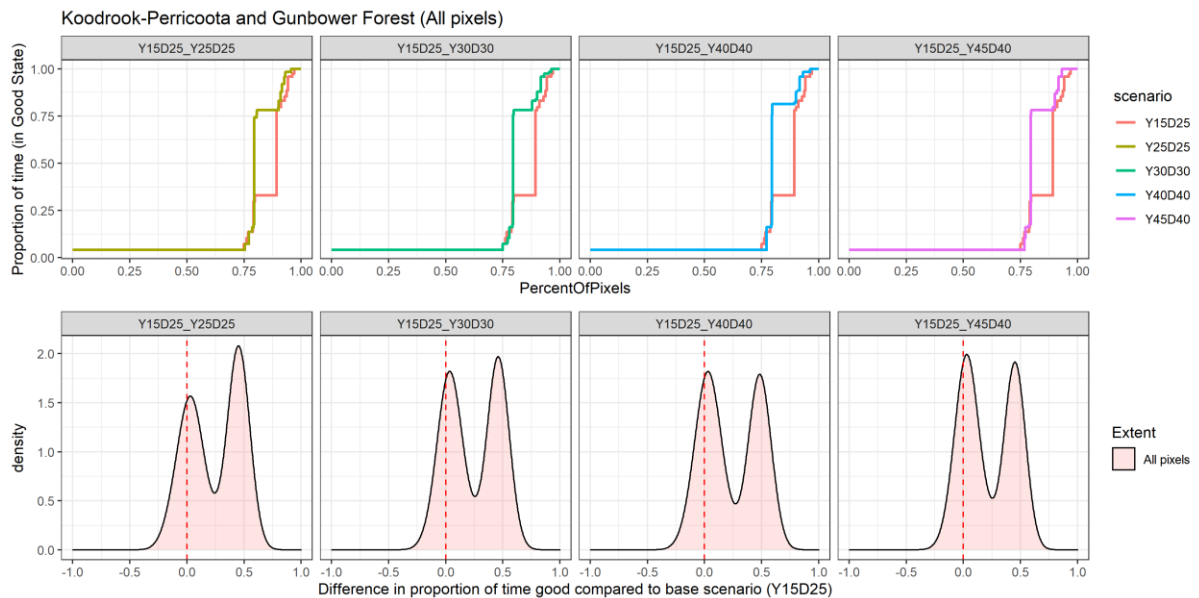 Koodrook-Perricoota and Gunbower Forest (All pixels)
Y15D25_Y25D25 Y15D25_Y30D30 Y15D25_Y40D40 Y15D25_Y45D40
Proportion of time (in Good State)
1.00
0.75
0.50
0.25
0.00
0.00 0.25 0.50 0.75 1.00 0.00 0.25 0.50 0.75 1.00 0.00 0.25 0.50 0.75 1.00 0.00 0.25 0.50 0.75 1.00
PercentOfPixels
scenario
Y15D25
Y25D25
Y30D30
Y40D40
Y45D40
Y15D25_Y25D25 Y15D25_Y30D30 Y15D25_Y40D40 Y15D25_Y45D40
density
2.0
1.5
1.0
0.5
0.0
-1.0 -0.5 0.0 0.5 1.0 -1.0 -0.5 0.0 0.5 1.0 -1.0 -0.5 0.0 0.5 1.0 -1.0 -0.5 0.0 0.5 1.0
Difference in proportion of time good compared to base scenario (Y15D25)
Extent
All pixels